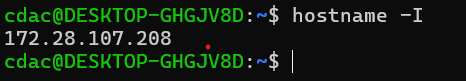 cdac@DESKTOP-GHGJV8D:~$ hostname -I
172.28.107.208
cdac@DESKTOP-GHGJV8D:~$